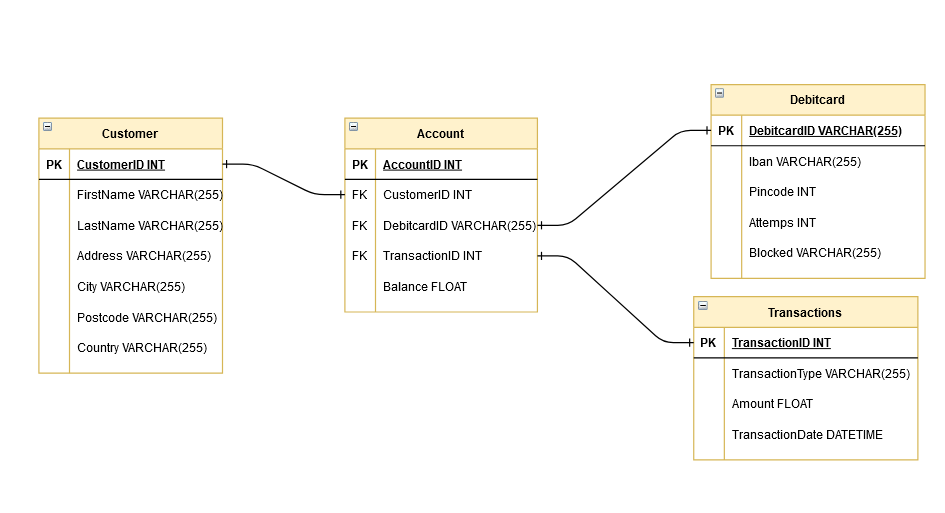 Customer
PK CustomerID INT
FirstName VARCHAR(255)
LastName VARCHAR(255)
Address VARCHAR(255)
City VARCHAR(255)
Postcode VARCHAR(255)
Country VARCHAR(255)
Account
PK AccountID INT
FK CustomerID INT
FK DebitcardID VARCHAR(255)
FK TransactionID INT
Balance FLOAT
Debitcard
PK DebitcardID VARCHAR(255)
Iban VARCHAR(255)
Pincode INT
Attemps INT
Blocked VARCHAR(255)
Transactions
PK TransactionID INT
TransactionType VARCHAR(255)
Amount FLOAT
TransactionDate DATETIME